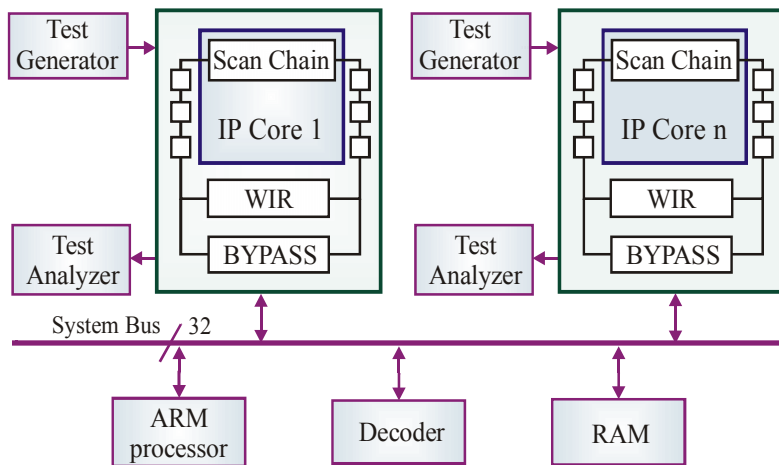 Test
Generator
Scan Chain
IP Core 1
WIR
BYPASS
Test
Analyzer
Test
Generator
Scan Chain
IP Core n
WIR
BYPASS
Test
Analyzer
System Bus
32
ARM
processor
Decoder
RAM